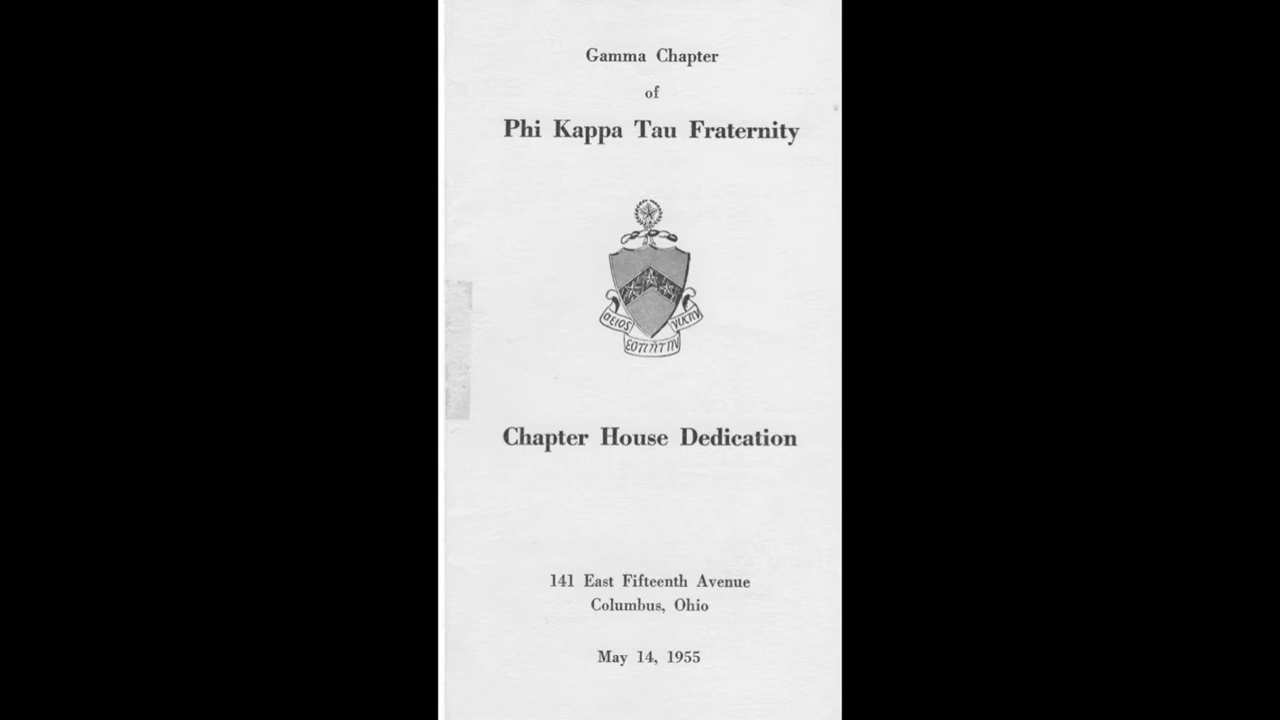 Gamma Chapter
of
Phi Kappa Tau Fraternity
Chapter House Dedication
141 East Fifteenth Avenue
Columbus, Ohio
May 14, 1955